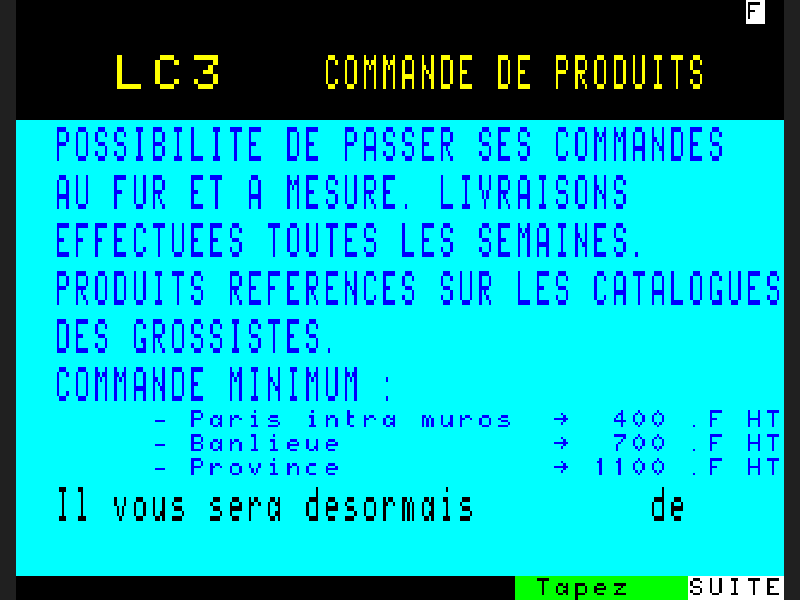 F
LC3 COMMANDE DE PRODUITS
POSSIBILITE DE PASSER SES COMMANDES
AU FUR ET A MESURE. LIVRAISONS
EFFECTUEES TOUTES LES SEMAINES.
PRODUITS REFERENCES SUR LES CATALOGUES
DES GROSSISTES.
COMMANDE MINIMUM :
- Paris intra muros → 400 .F HT
- Banlieue → 700 .F HT
- Province → 1100 .F HT
Il vous sera desormais de
Tapez SUITE